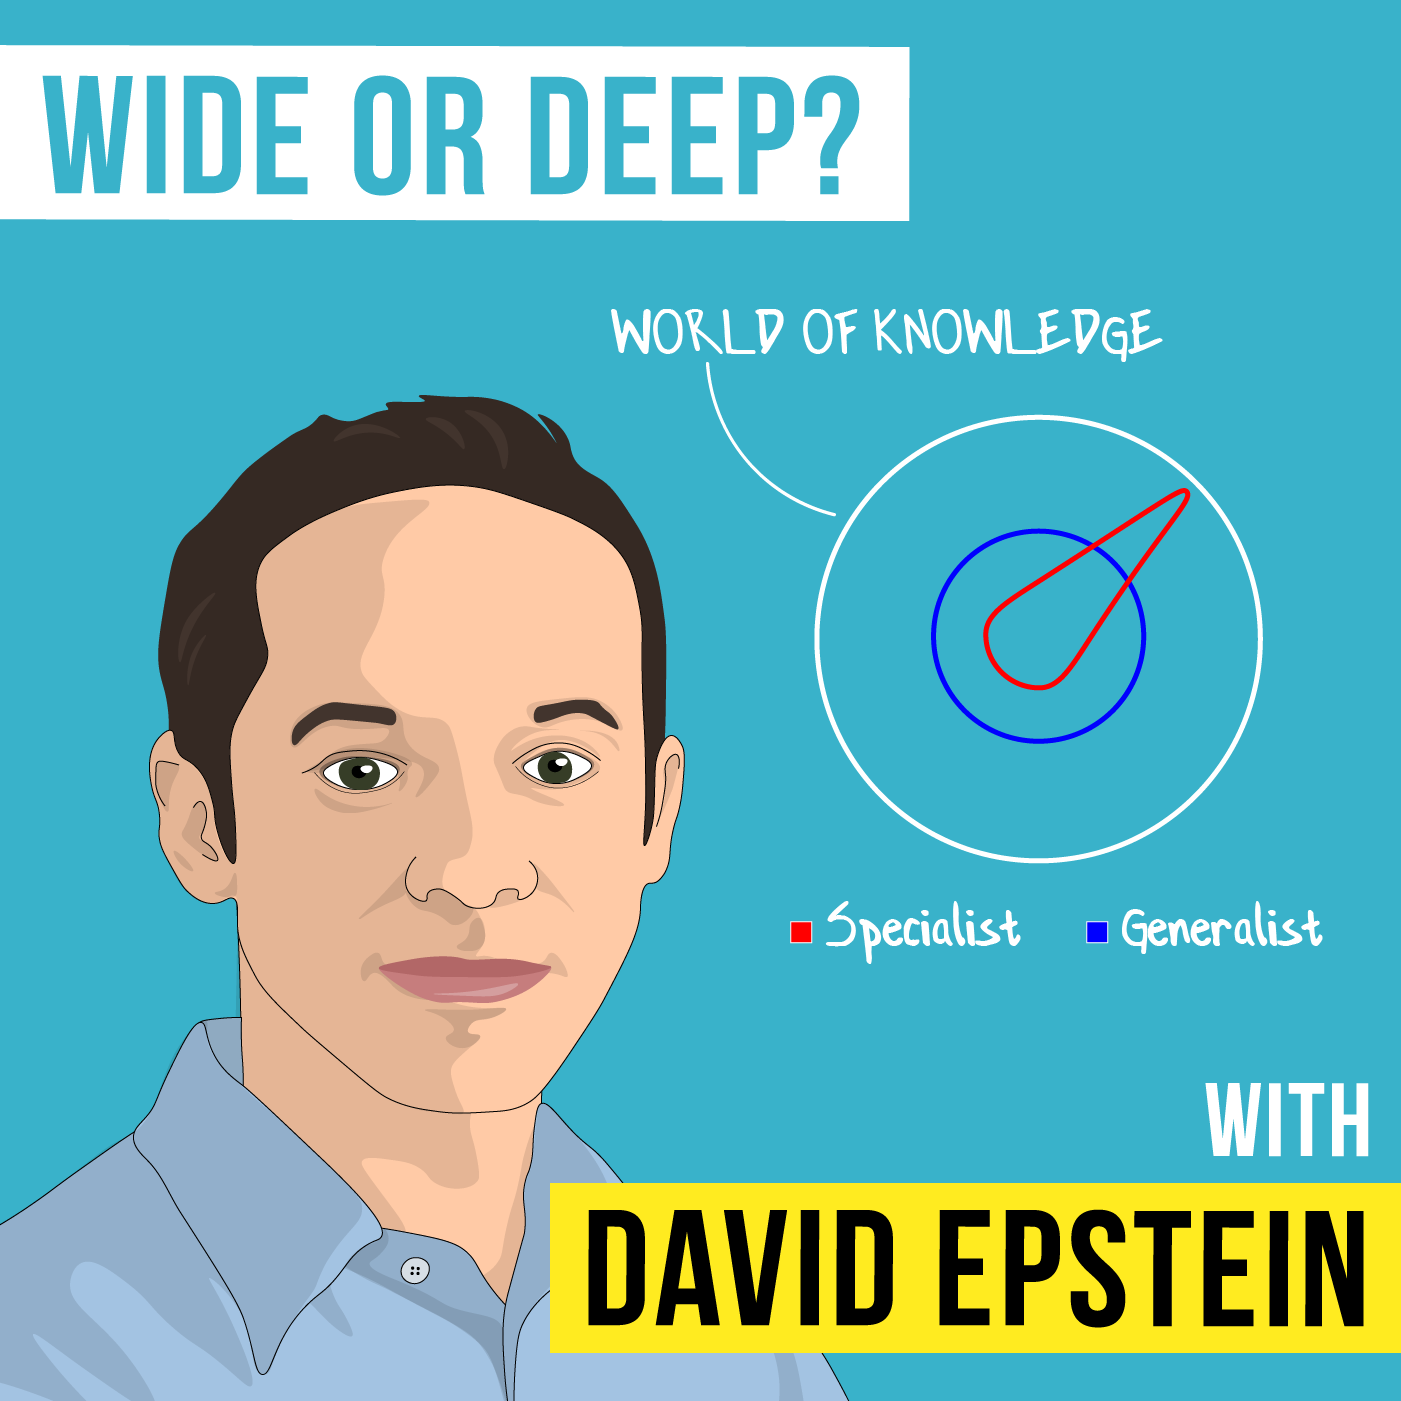 WIDE OR DEEP?
WORLD OF KNOWLEDGE
Specialist
Generalist
WITH
DAVID EPSTEIN